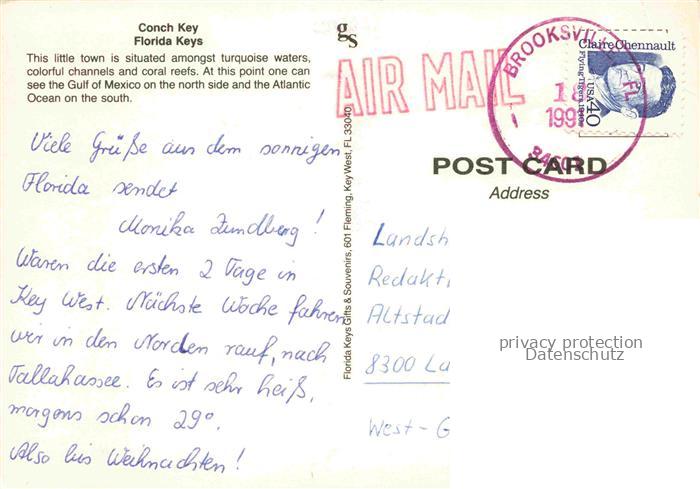 Conch Key
Florida Keys
This little town is situated amongst turquoise waters,
colorful channels and coral reefs. At this point one can
see the Gulf of Mexico on the north side and the Atlantic
Ocean on the south.
gs
AIR MAIL
BROOKSVILLE, FL
Claire Chennault
Flying Tigers, 1940s
USA 40
POST CARD
Address
Florida Keys Gifts & Souvenirs, 601 Fleming, Key West, FL 33040
Viele Grüße aus dem sonnigen
Florida sendet
Monika Zundberg!
Waren die ersten 2 Tage in
Key West. Nächste Woche fahren
wir in den Norden rauf, nach
Tallahassee. Es ist sehr heiß,
morgens schon 29°.
Also bis Weihnachten!
Landsh
Redakti
Altstad
8300 La
West-G
privacy protection
Datenschutz